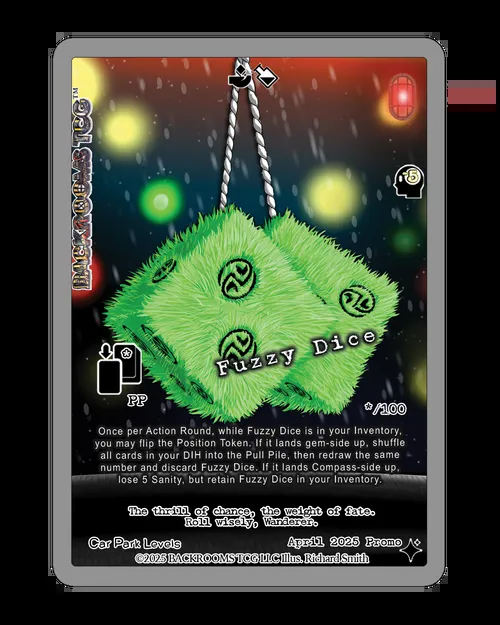 BACKROOMS TCG™
5
Fuzzy Dice
PP
*/100
Once per Action Round, while Fuzzy Dice is in your Inventory,
you may flip the Position Token. If it lands gem-side up, shuffle
all cards in your DIH into the Pull Pile, then redraw the same
number and discard Fuzzy Dice. If it lands Compass-side up,
lose 5 Sanity, but retain Fuzzy Dice in your Inventory.
The thrill of chance, the weight of fate.
Roll wisely, Wanderer.
Car Park Levels
April 2025 Promo
©2025 BACKROOMS TCG LLC Illus. Richard Smith